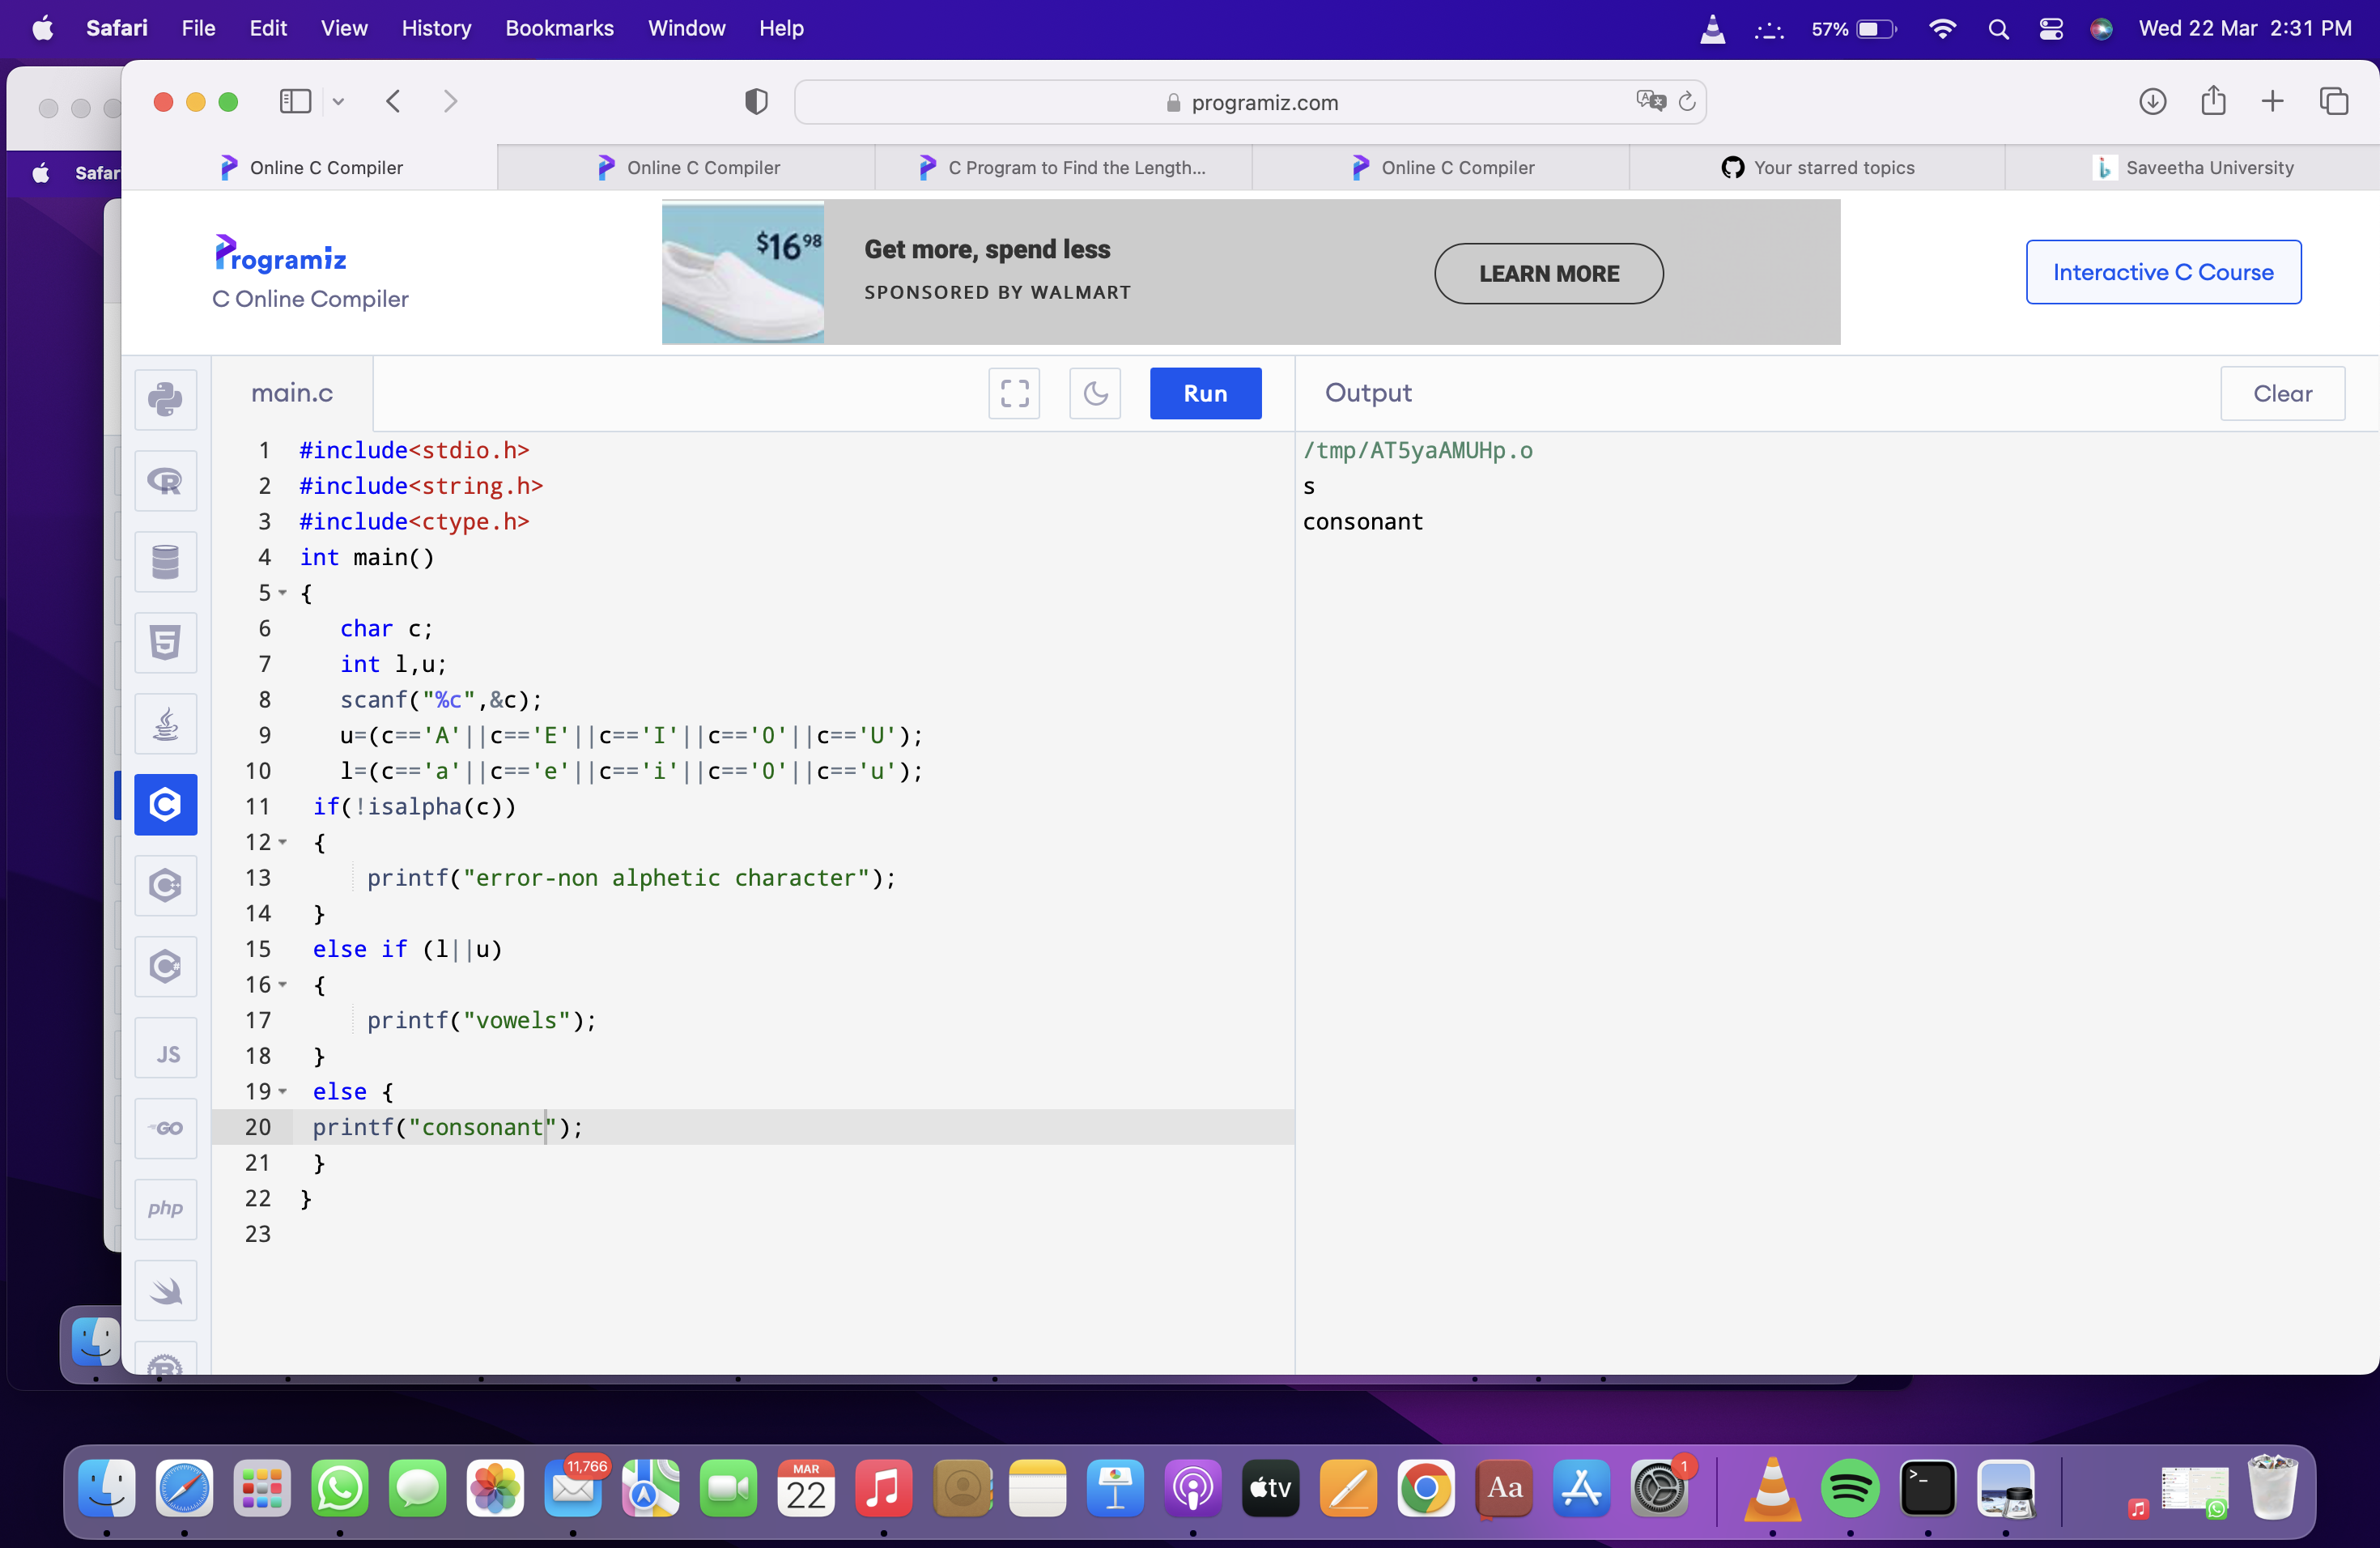 Safari File Edit View History Bookmarks Window Help 57% Wed 22 Mar 2:31 PM
programiz.com
Safar
Online C Compiler Online C Compiler C Program to Find the Length... Online C Compiler Your starred topics Saveetha University
Programiz
C Online Compiler
$16 98
Get more, spend less
SPONSORED BY WALMART
LEARN MORE
Interactive C Course
main.c Run Output Clear
1 #include<stdio.h>
2 #include<string.h>
3 #include<ctype.h>
4 int main()
5 {
6 char c;
7 int l,u;
8 scanf("%c",&c);
9 u=(c=='A'||c=='E'||c=='I'||c=='O'||c=='U');
10 l=(c=='a'||c=='e'||c=='i'||c=='O'||c=='u');
11 if(!isalpha(c))
12 {
13 printf("error-non alphetic character");
14 }
15 else if (l||u)
16 {
17 printf("vowels");
18 }
19 else {
20 printf("consonant");
21 }
22 }
23
/tmp/AT5yaAMUHp.o
s
consonant
JS
GO
php
11,766
MAR
22
tv
Aa
1
>_